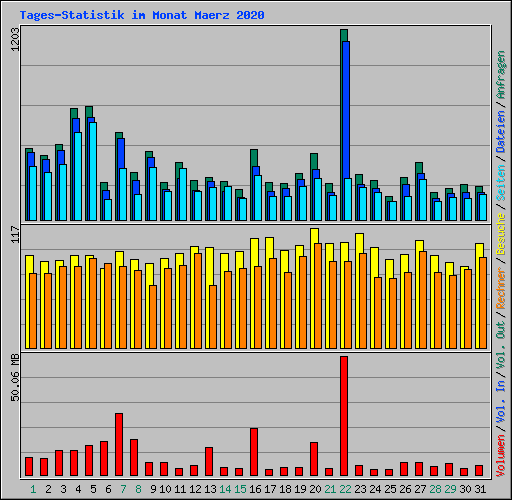 Tages-Statistik im Monat Maerz 2020
1203
117
50.06 MB
Volumen / Vol. In / Vol. Out / Rechner / Besuche / Seiten / Dateien / Anfragen
1 2 3 4 5 6 7 8 9 10 11 12 13 14 15 16 17 18 19 20 21 22 23 24 25 26 27 28 29 30 31